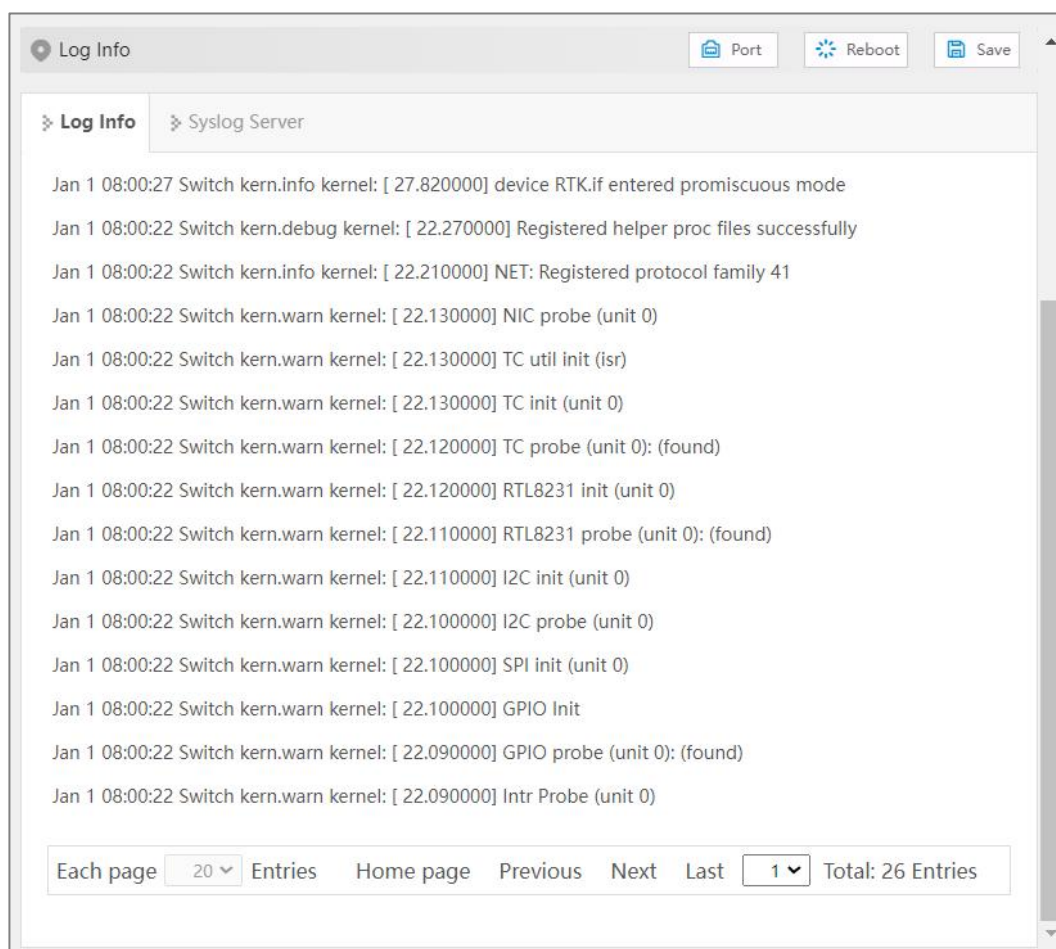 Log Info Port Reboot Save
Log Info Syslog Server
Jan 1 08:00:27 Switch kern.info kernel: [ 27.820000] device RTK.if entered promiscuous mode
Jan 1 08:00:22 Switch kern.debug kernel: [ 22.270000] Registered helper proc files successfully
Jan 1 08:00:22 Switch kern.info kernel: [ 22.210000] NET: Registered protocol family 41
Jan 1 08:00:22 Switch kern.warn kernel: [ 22.130000] NIC probe (unit 0)
Jan 1 08:00:22 Switch kern.warn kernel: [ 22.130000] TC util init (isr)
Jan 1 08:00:22 Switch kern.warn kernel: [ 22.130000] TC init (unit 0)
Jan 1 08:00:22 Switch kern.warn kernel: [ 22.120000] TC probe (unit 0): (found)
Jan 1 08:00:22 Switch kern.warn kernel: [ 22.120000] RTL8231 init (unit 0)
Jan 1 08:00:22 Switch kern.warn kernel: [ 22.110000] RTL8231 probe (unit 0): (found)
Jan 1 08:00:22 Switch kern.warn kernel: [ 22.110000] I2C init (unit 0)
Jan 1 08:00:22 Switch kern.warn kernel: [ 22.100000] I2C probe (unit 0)
Jan 1 08:00:22 Switch kern.warn kernel: [ 22.100000] SPI init (unit 0)
Jan 1 08:00:22 Switch kern.warn kernel: [ 22.100000] GPIO Init
Jan 1 08:00:22 Switch kern.warn kernel: [ 22.090000] GPIO probe (unit 0): (found)
Jan 1 08:00:22 Switch kern.warn kernel: [ 22.090000] Intr Probe (unit 0)
Each page 20 Entries Home page Previous Next Last 1 Total: 26 Entries